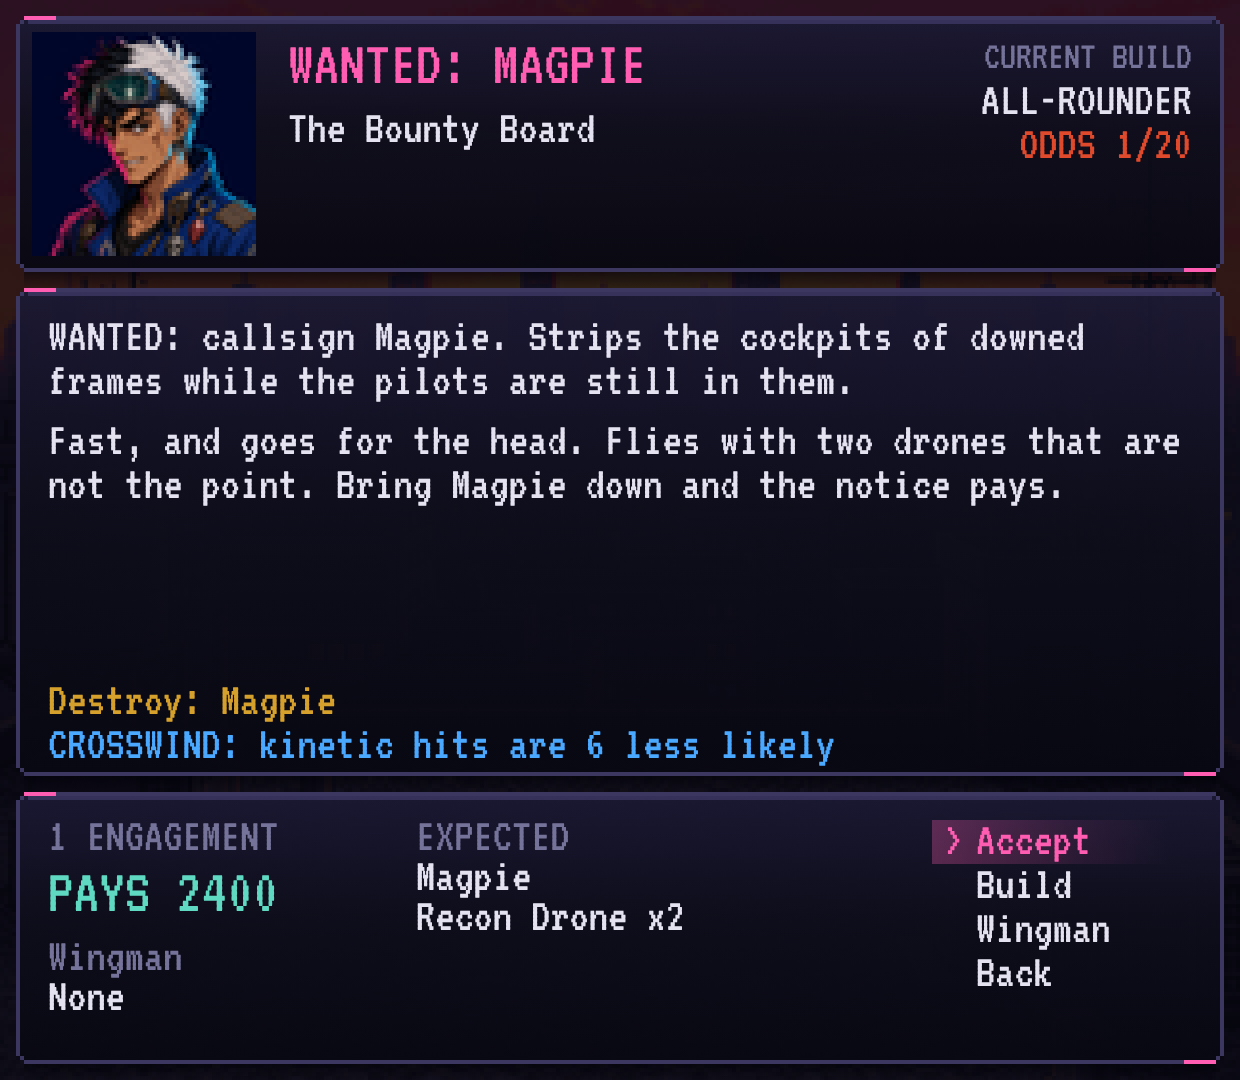 WANTED: MAGPIE
The Bounty Board
CURRENT BUILD
ALL-ROUNDER
ODDS 1/20
WANTED: callsign Magpie. Strips the cockpits of downed
frames while the pilots are still in them.
Fast, and goes for the head. Flies with two drones that are
not the point. Bring Magpie down and the notice pays.
Destroy: Magpie
CROSSWIND: kinetic hits are 6 less likely
1 ENGAGEMENT
PAYS 2400
Wingman
None
EXPECTED
Magpie
Recon Drone x2
> Accept
Build
Wingman
Back